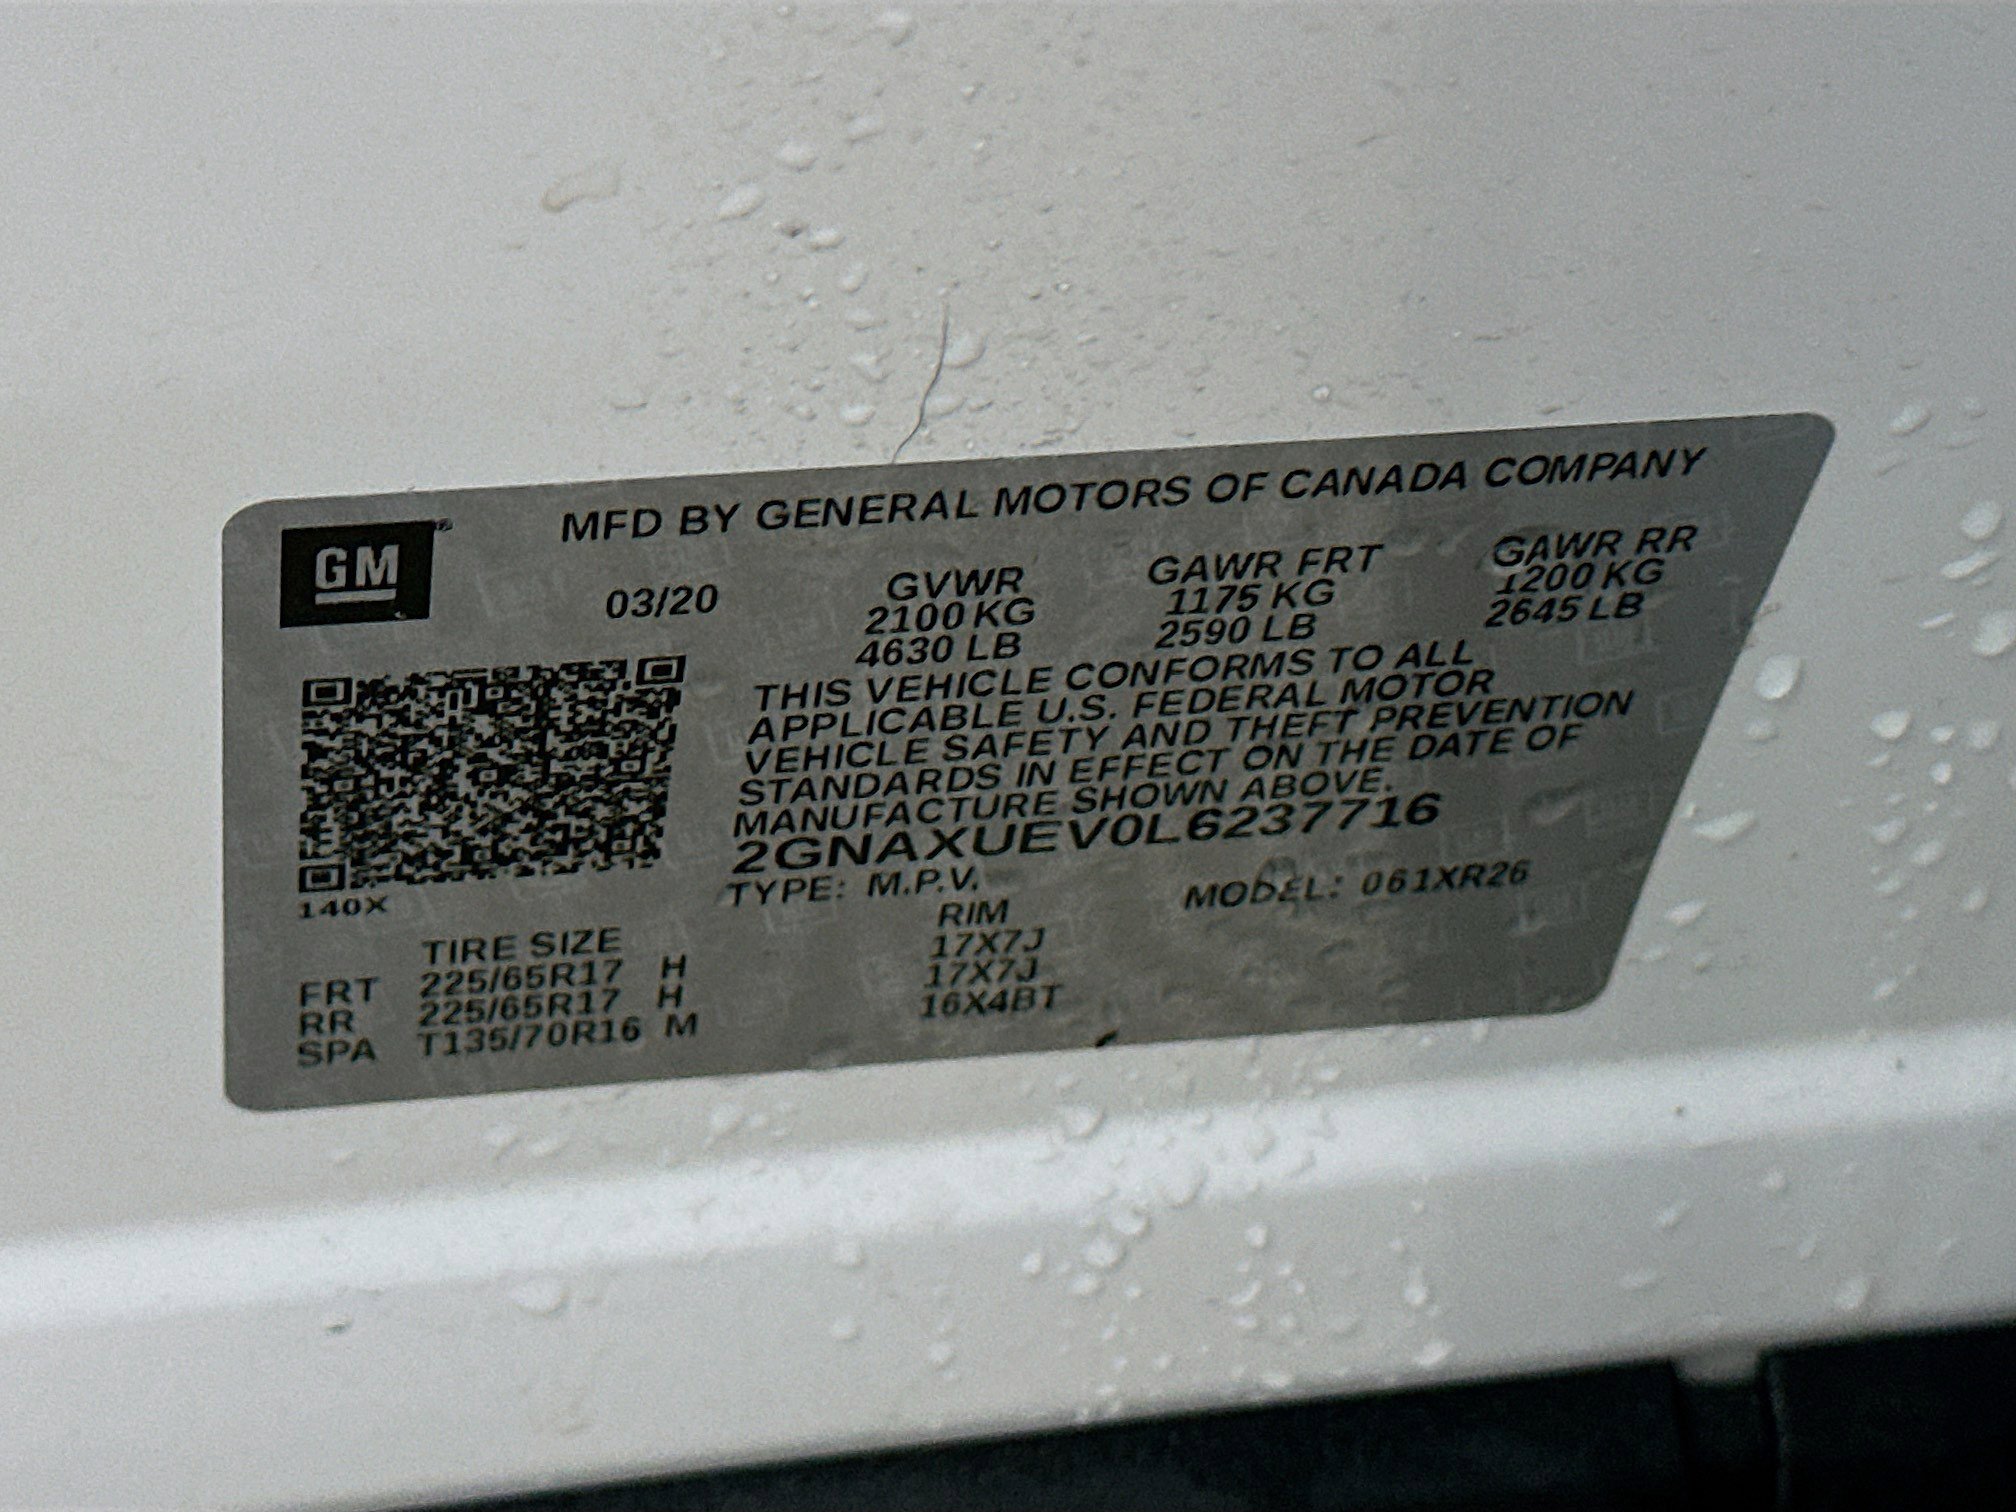 MFD BY GENERAL MOTORS OF CANADA COMPANY
GM
03/20
GVWR GAWR FRT GAWR RR
2100 KG 1175 KG 1200 KG
4630 LB 2590 LB 2645 LB
THIS VEHICLE CONFORMS TO ALL
APPLICABLE U.S. FEDERAL MOTOR
VEHICLE SAFETY AND THEFT PREVENTION
STANDARDS IN EFFECT ON THE DATE OF
MANUFACTURE SHOWN ABOVE.
2GNAXUEV0L6237716
TYPE: M.P.V. MODEL: 061XR26
140X
TIRE SIZE RIM
FRT 225/65R17 H 17X7J
RR 225/65R17 H 17X7J
SPA T135/70R16 M 16X4BT